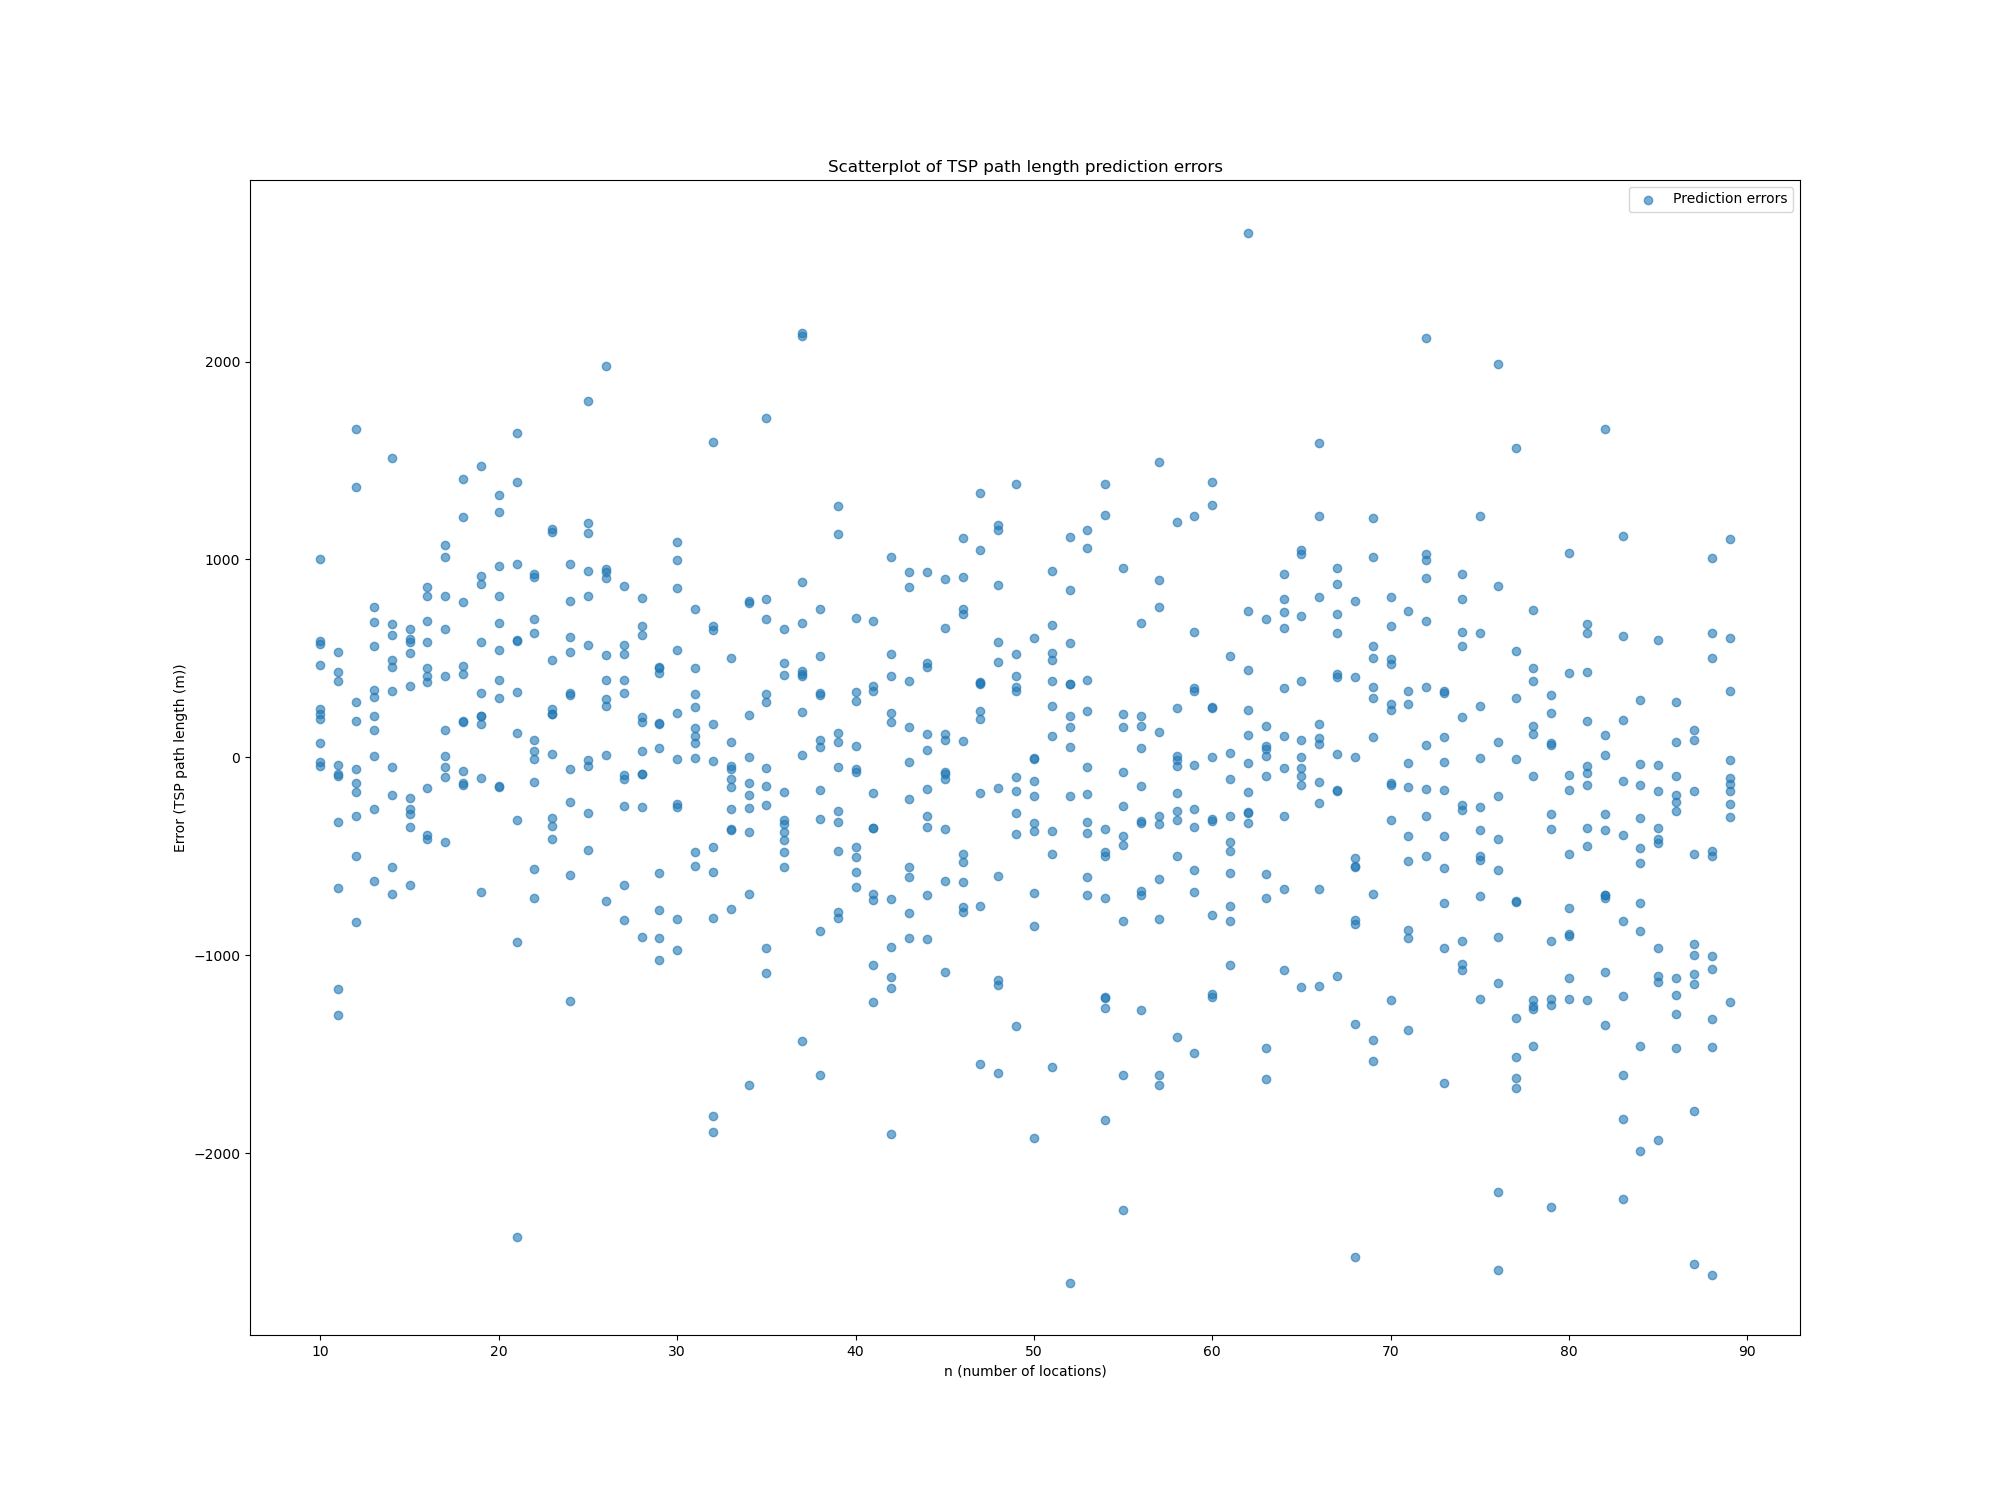 Scatterplot of TSP path length prediction errors
Prediction errors
2000
1000
0
−1000
−2000
Error (TSP path length (m))
10 20 30 40 50 60 70 80 90
n (number of locations)